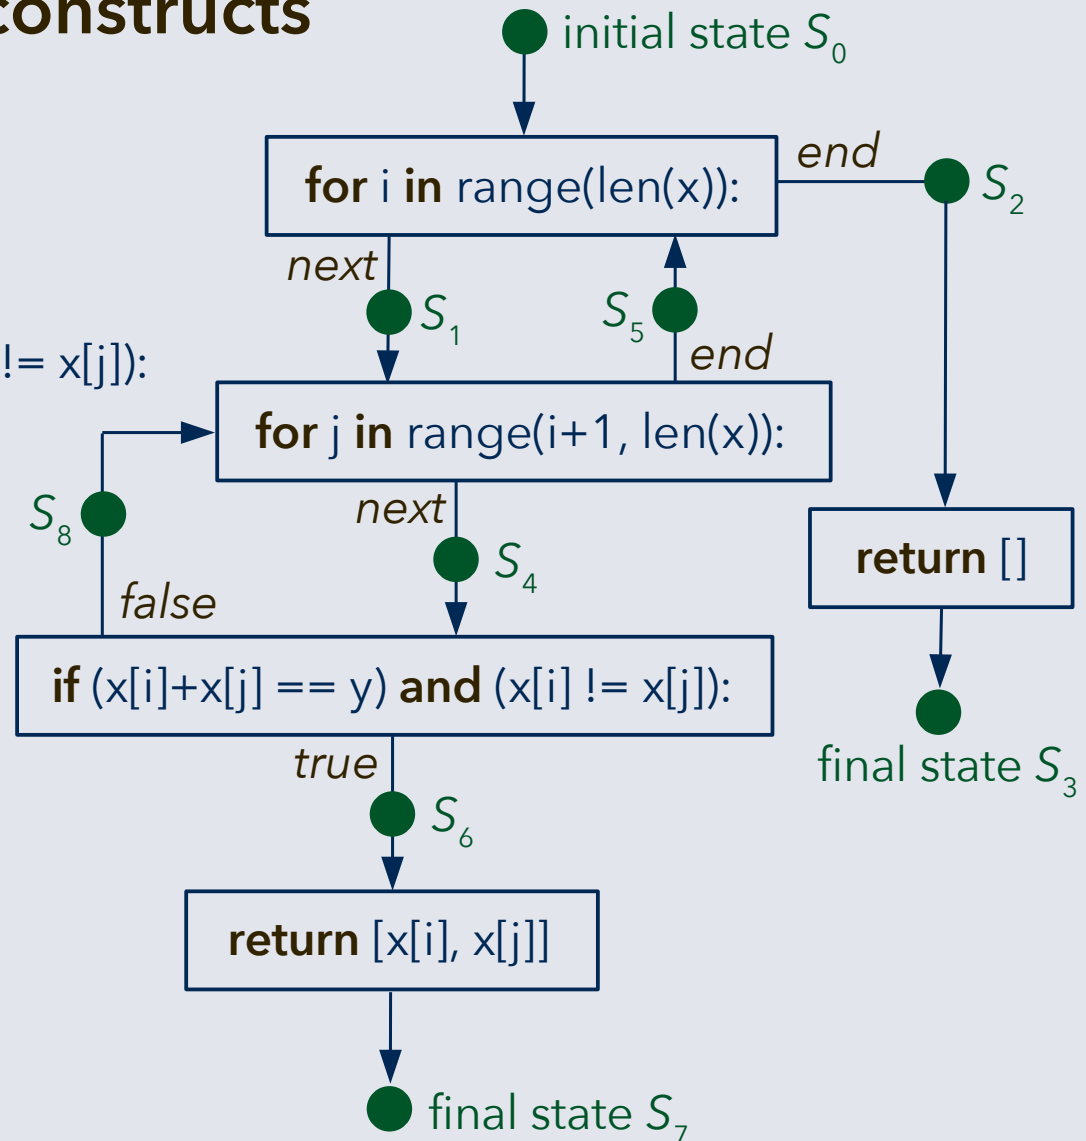 constructs
initial state S₀
for i in range(len(x)):
end
S₂
next
S₁
S₅
end
!= x[j]):
for j in range(i+1, len(x)):
next
S₈
S₄
false
return []
if (x[i]+x[j] == y) and (x[i] != x[j]):
true
final state S₃
S₆
return [x[i], x[j]]
final state S₇